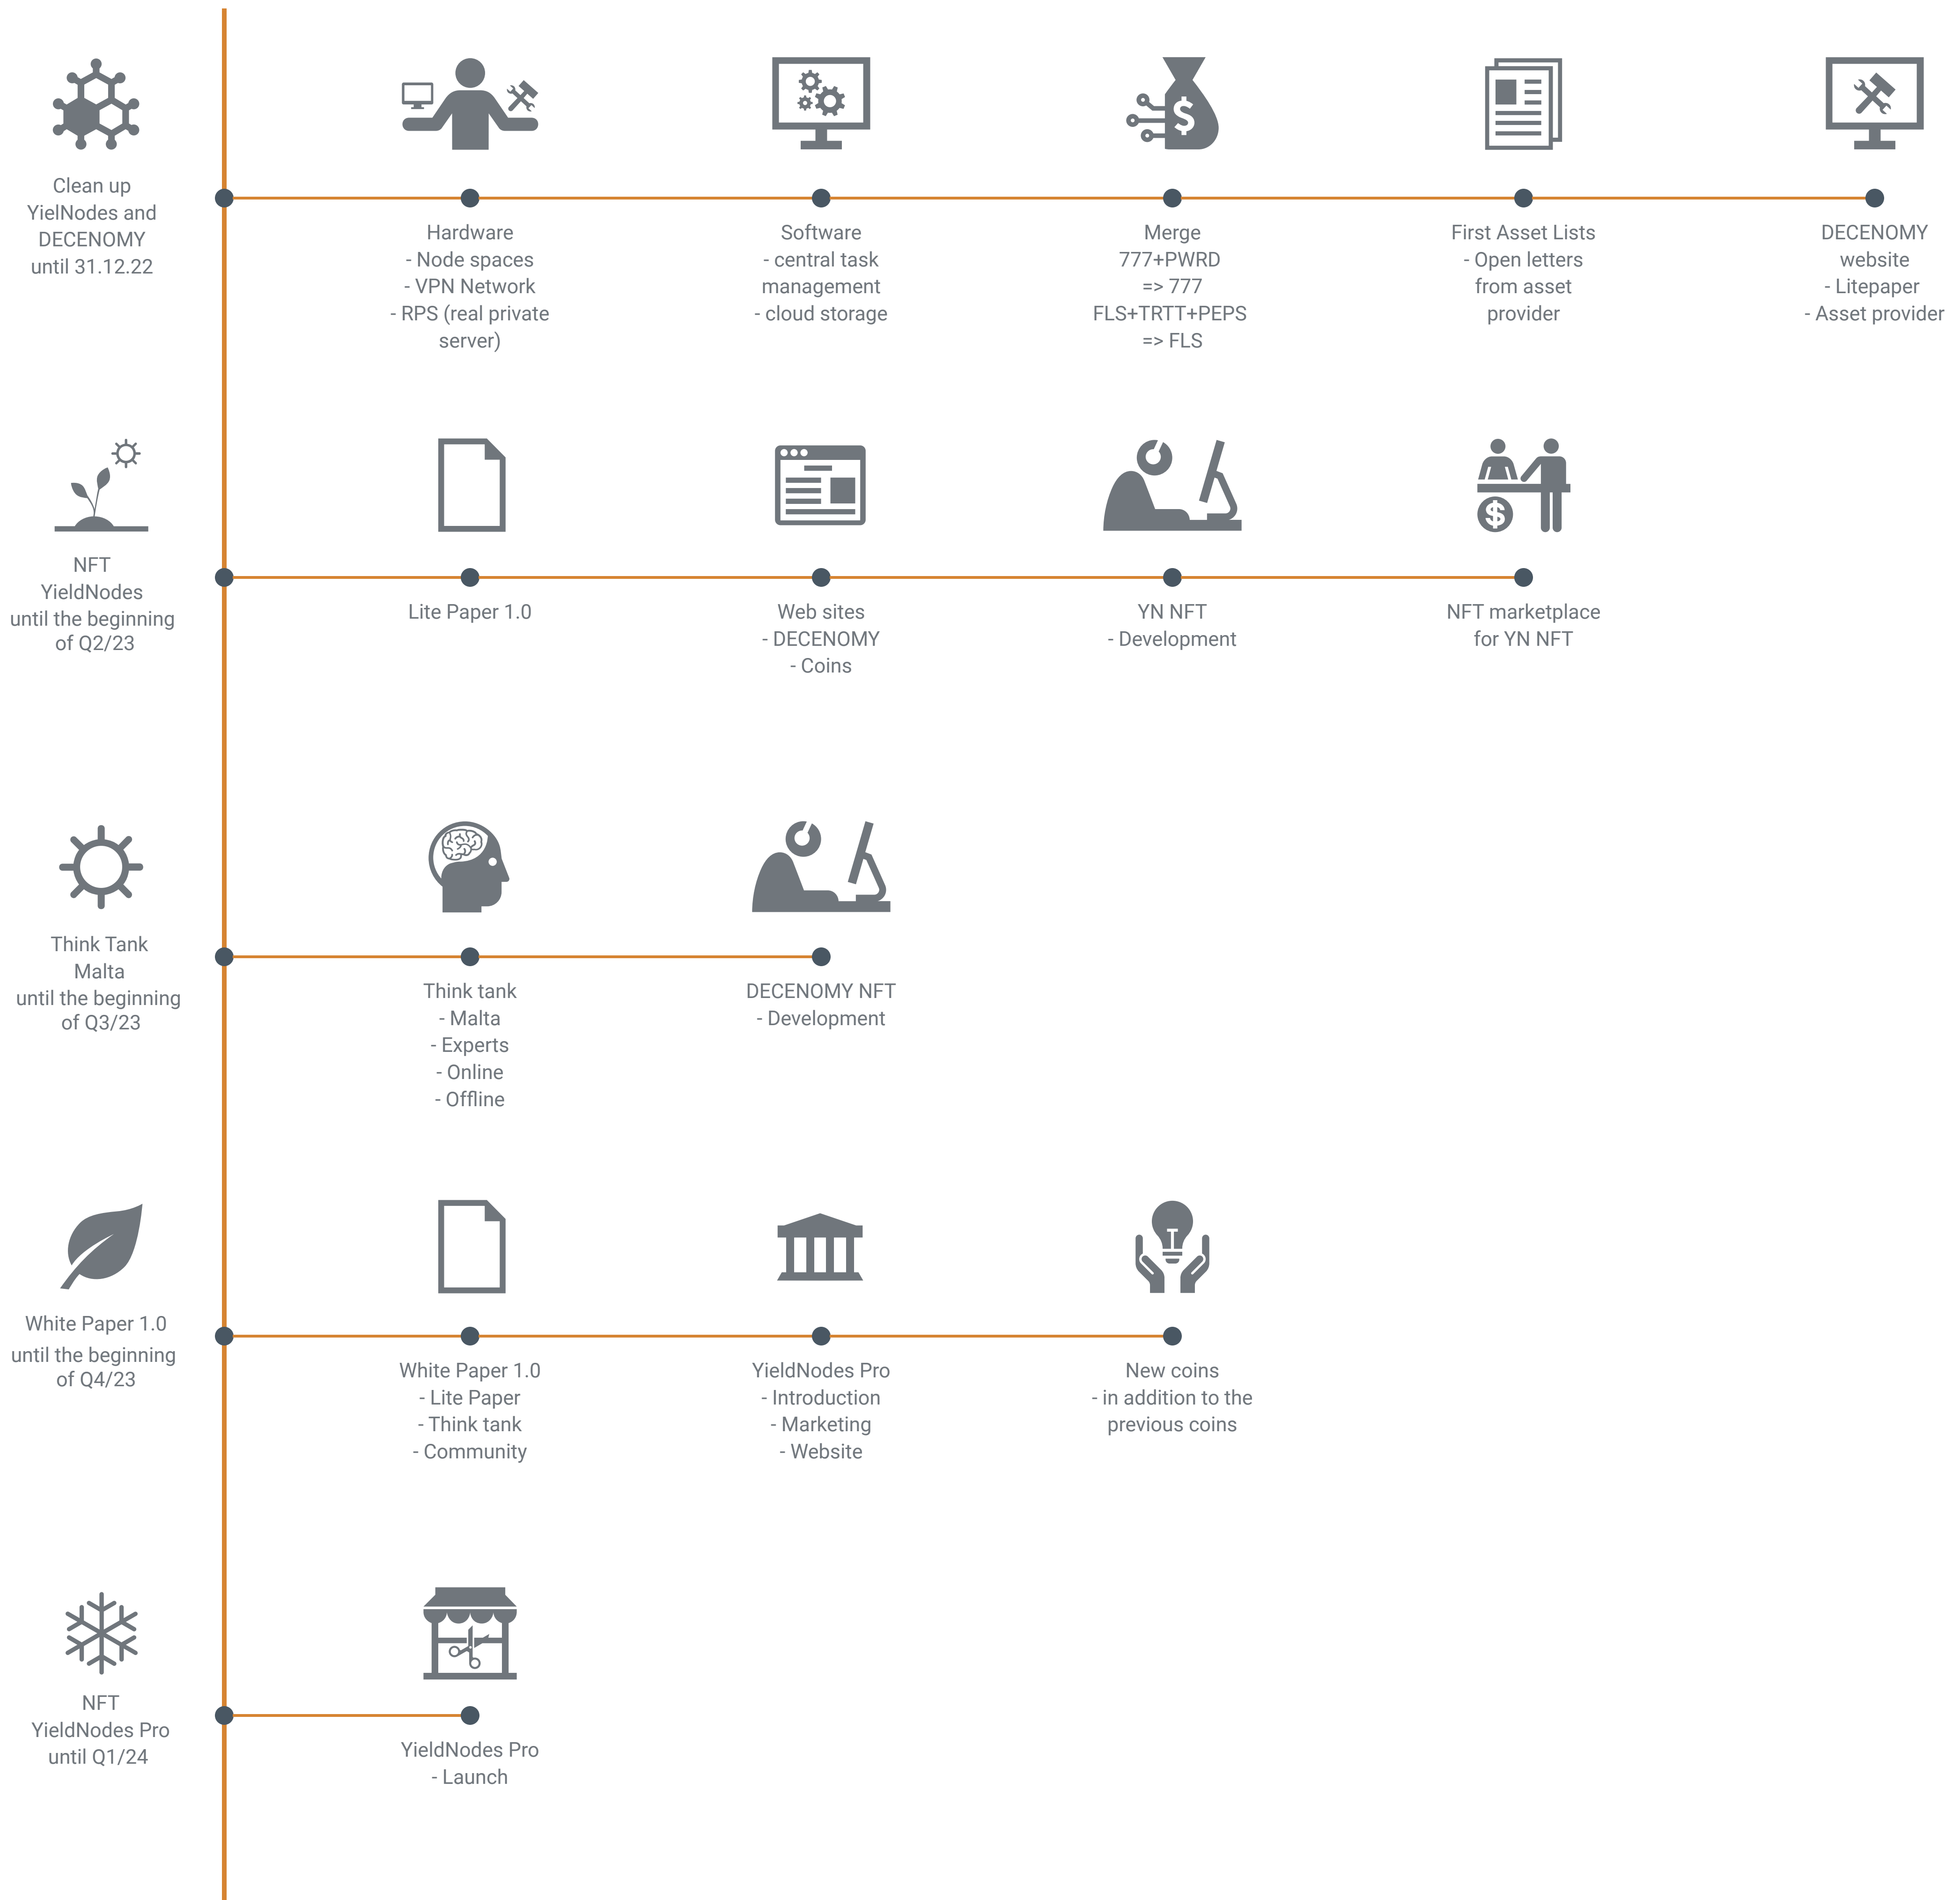 Clean up
YielNodes and
DECENOMY
until 31.12.22
Hardware
- Node spaces
- VPN Network
- RPS (real private
server)
Software
- central task
management
- cloud storage
Merge
777+PWRD
=> 777
FLS+TRTT+PEPS
=> FLS
First Asset Lists
- Open letters
from asset
provider
DECENOMY
website
- Litepaper
- Asset provider
NFT
YieldNodes
until the beginning
of Q2/23
Lite Paper 1.0
Web sites
- DECENOMY
- Coins
YN NFT
- Development
NFT marketplace
for YN NFT
Think Tank
Malta
until the beginning
of Q3/23
Think tank
- Malta
- Experts
- Online
- Offline
DECENOMY NFT
- Development
White Paper 1.0
until the beginning
of Q4/23
White Paper 1.0
- Lite Paper
- Think tank
- Community
YieldNodes Pro
- Introduction
- Marketing
- Website
New coins
- in addition to the
previous coins
NFT
YieldNodes Pro
until Q1/24
YieldNodes Pro
- Launch